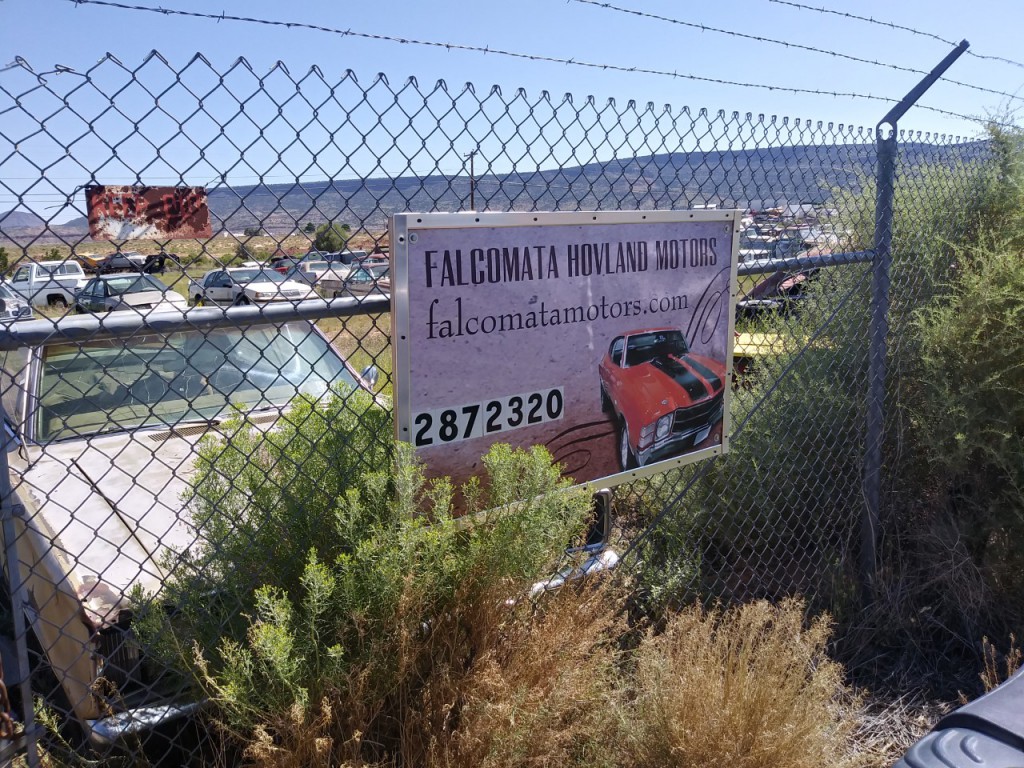 FALCOMATA HOVLAND MOTORS
falcomatamotors.com
2872320